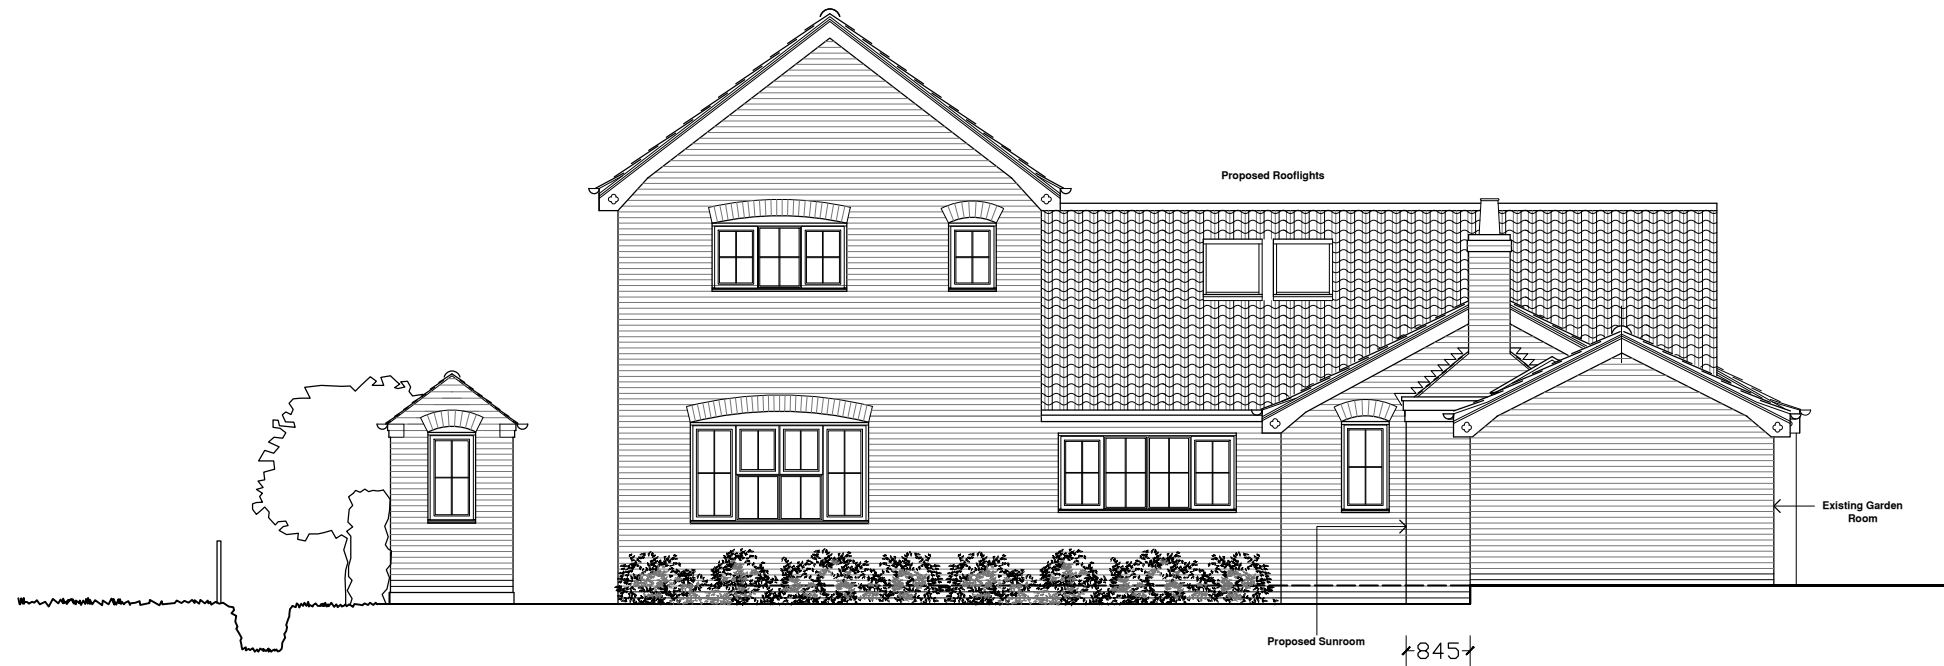 Proposed Rooflights
Existing Garden
Room
Proposed Sunroom
845